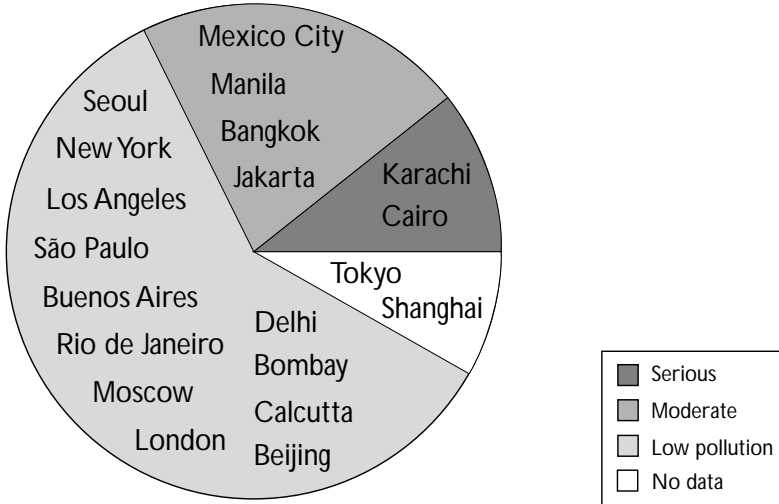 Mexico City
Manila
Bangkok
Jakarta
Karachi
Cairo
Tokyo
Shanghai
Seoul
New York
Los Angeles
São Paulo
Buenos Aires
Rio de Janeiro
Moscow
London
Delhi
Bombay
Calcutta
Beijing
Serious
Moderate
Low pollution
No data